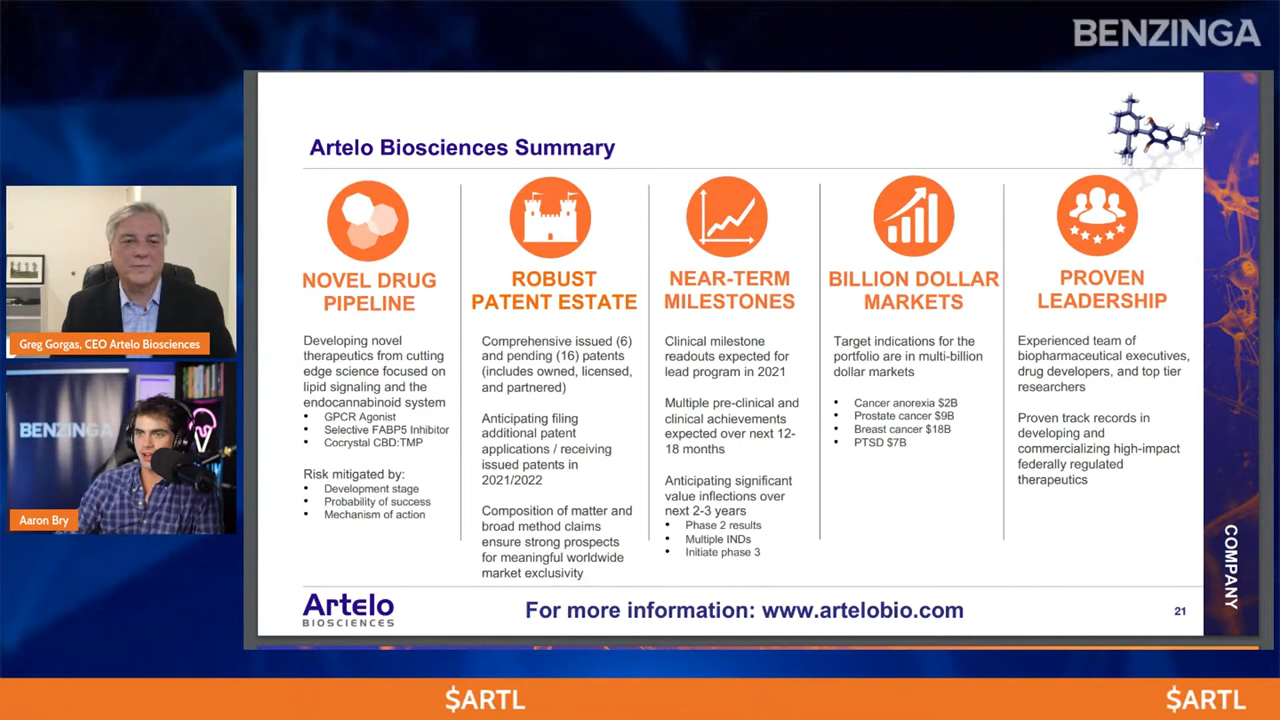 BENZINGA
Artelo Biosciences Summary
NOVEL DRUG
PIPELINE
Developing novel
therapeutics from cutting
edge science focused on
lipid signaling and the
endocannabinoid system
• GPCR Agonist
• Selective FABP5 Inhibitor
• Cocrystal CBD:TMP
Risk mitigated by:
• Development stage
• Probability of success
• Mechanism of action
ROBUST
PATENT ESTATE
Comprehensive issued (6)
and pending (16) patents
(includes owned, licensed,
and partnered)
Anticipating filing
additional patent
applications / receiving
issued patents in
2021/2022
Composition of matter and
broad method claims
ensure strong prospects
for meaningful worldwide
market exclusivity
NEAR-TERM
MILESTONES
Clinical milestone
readouts expected for
lead program in 2021
Multiple pre-clinical and
clinical achievements
expected over next 12-
18 months
Anticipating significant
value inflections over
next 2-3 years
• Phase 2 results
• Multiple INDs
• Initiate phase 3
BILLION DOLLAR
MARKETS
Target indications for the
portfolio are in multi-billion
dollar markets
• Cancer anorexia $2B
• Prostate cancer $9B
• Breast cancer $18B
• PTSD $7B
PROVEN
LEADERSHIP
Experienced team of
biopharmaceutical executives,
drug developers, and top tier
researchers
Proven track records in
developing and
commercializing high-impact
federally regulated
therapeutics
COMPANY
Artelo
BIOSCIENCES
For more information: www.artelobio.com
21
Greg Gorgas, CEO Artelo Biosciences
BENZINGA
Aaron Bry
$ARTL
$ARTL